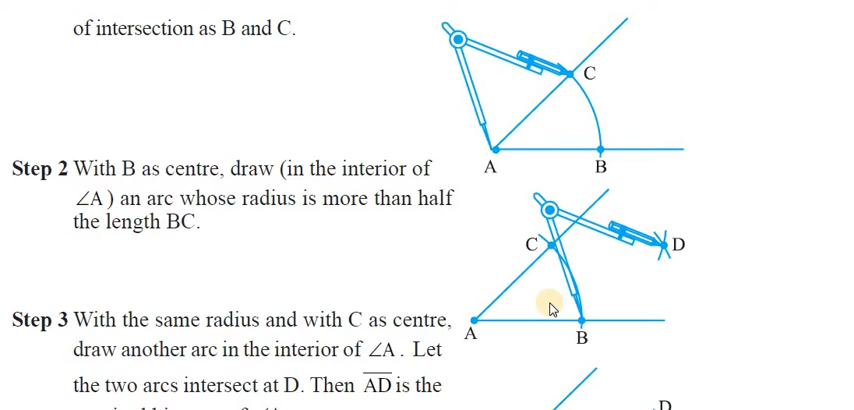 of intersection as B and C.
C
A
B
Step 2 With B as centre, draw (in the interior of
∠A ) an arc whose radius is more than half
the length BC.
C
D
A
B
Step 3 With the same radius and with C as centre,
draw another arc in the interior of ∠A . Let
the two arcs intersect at D. Then A̅D̅ is the
D